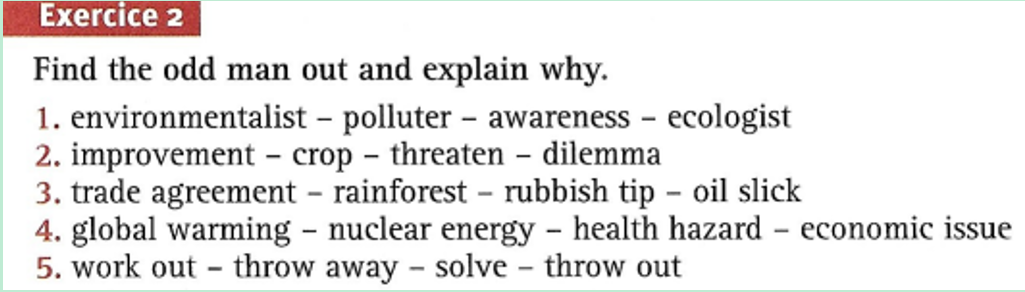 Exercice 2
Find the odd man out and explain why.
1. environmentalist – polluter – awareness – ecologist
2. improvement – crop – threaten – dilemma
3. trade agreement – rainforest – rubbish tip – oil slick
4. global warming – nuclear energy – health hazard – economic issue
5. work out – throw away – solve – throw out